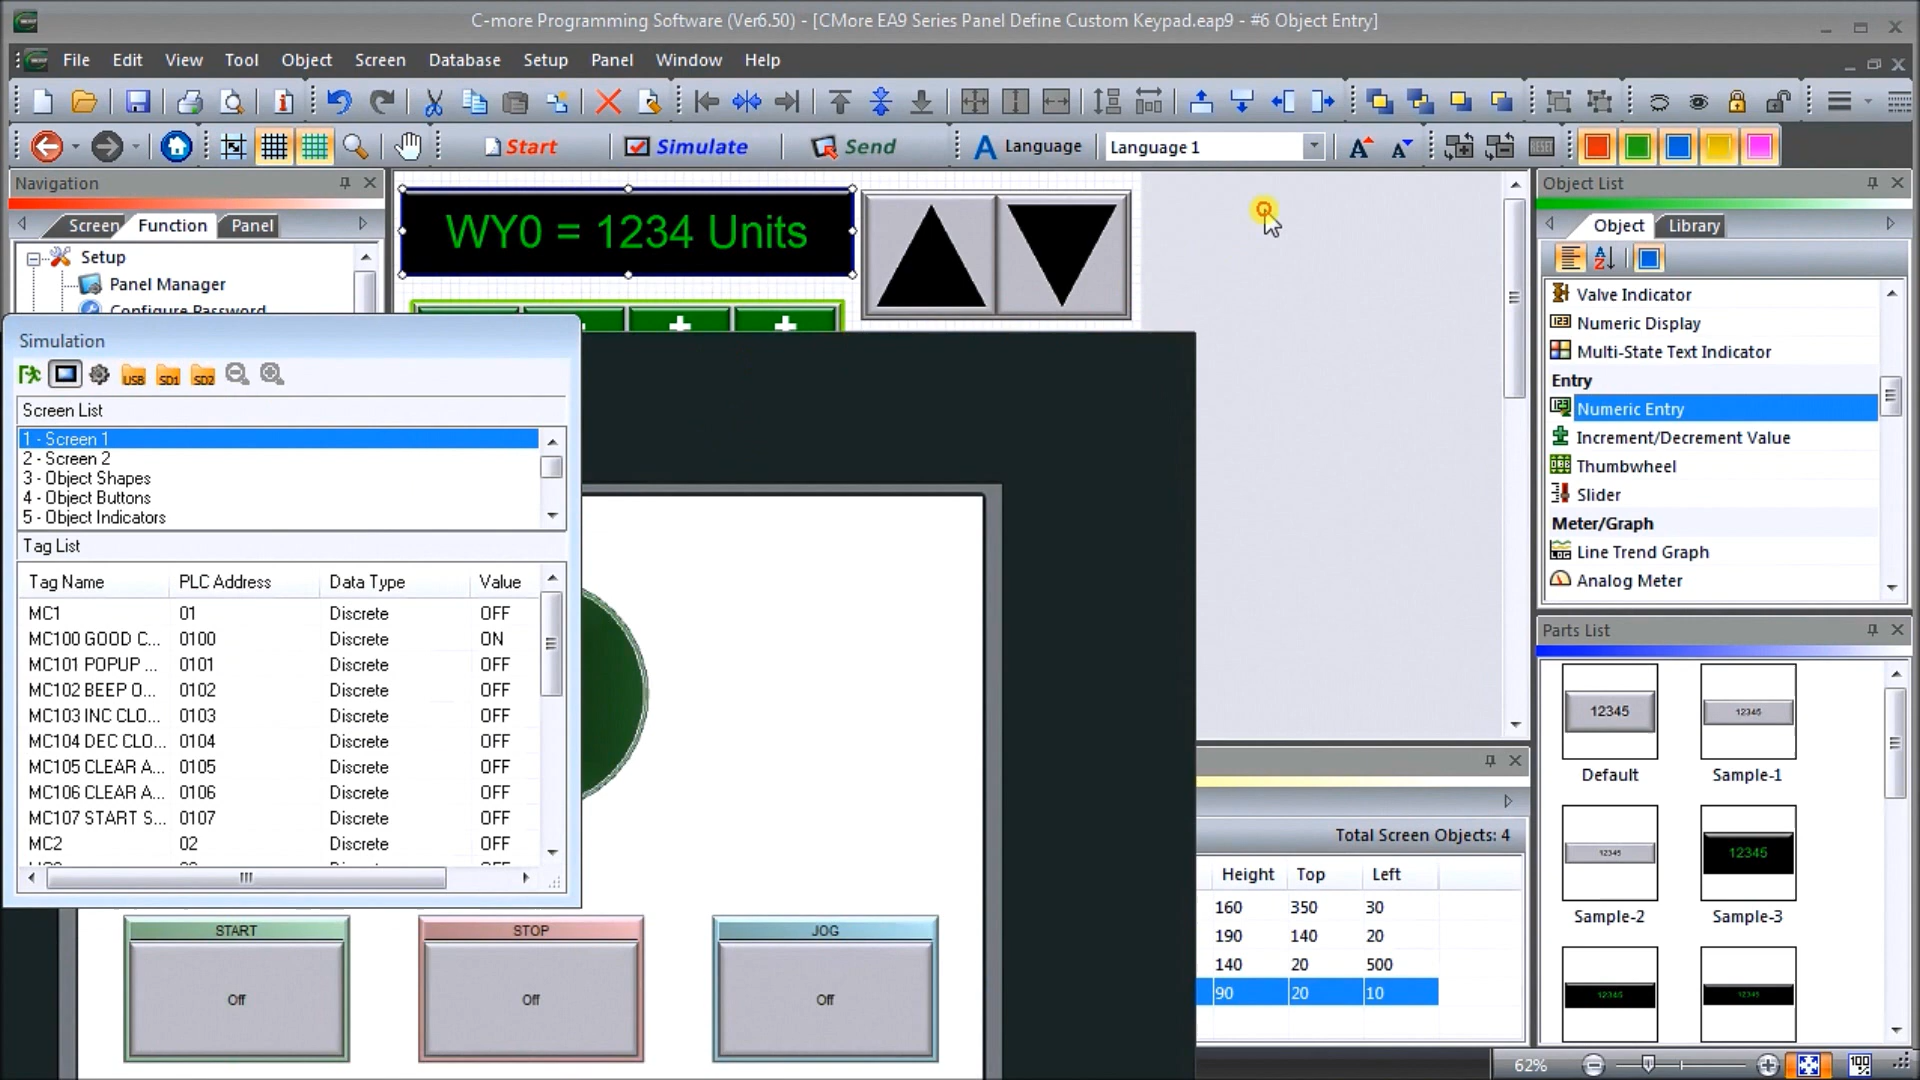 C-more Programming Software (Ver6.50) - [CMore EA9 Series Panel Define Custom Keypad.eap9 - #6 Object Entry]
File Edit View Tool Object Screen Database Setup Panel Window Help
Start Simulate Send A Language Language 1
Navigation
Screen Function Panel
Setup
Panel Manager
Configure Password
WY0 = 1234 Units
Simulation
USB SD1 SD2
Screen List
1 - Screen 1
2 - Screen 2
3 - Object Shapes
4 - Object Buttons
5 - Object Indicators
Tag List
Tag Name PLC Address Data Type Value
MC1 01 Discrete OFF
MC100 GOOD C... 0100 Discrete ON
MC101 POPUP ... 0101 Discrete OFF
MC102 BEEP O... 0102 Discrete OFF
MC103 INC CLO... 0103 Discrete OFF
MC104 DEC CLO... 0104 Discrete OFF
MC105 CLEAR A... 0105 Discrete OFF
MC106 CLEAR A... 0106 Discrete OFF
MC107 START S... 0107 Discrete OFF
MC2 02 Discrete OFF
START STOP JOG
Off Off Off
Total Screen Objects: 4
Height Top Left
160 350 30
190 140 20
140 20 500
90 20 10
Object List
Object Library
Valve Indicator
Numeric Display
Multi-State Text Indicator
Entry
Numeric Entry
Increment/Decrement Value
Thumbwheel
Slider
Meter/Graph
Line Trend Graph
Analog Meter
Parts List
12345 12345
Default Sample-1
12345 12345
Sample-2 Sample-3
12345 12345
62%